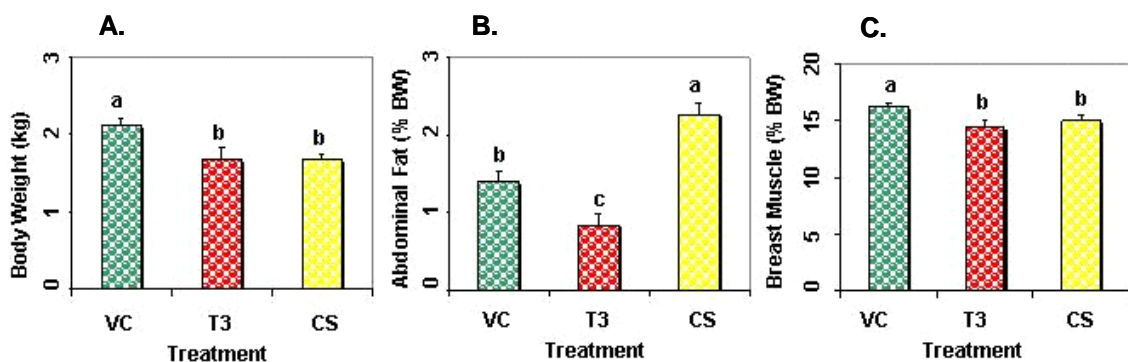 A.
Body Weight (kg)
3
2
1
0
a
b
b
VC T3 CS
Treatment
B.
Abdominal Fat (% BW)
3
2
1
0
b
c
a
VC T3 CS
Treatment
C.
Breast Muscle (% BW)
20
15
10
5
0
a
b
b
VC T3 CS
Treatment